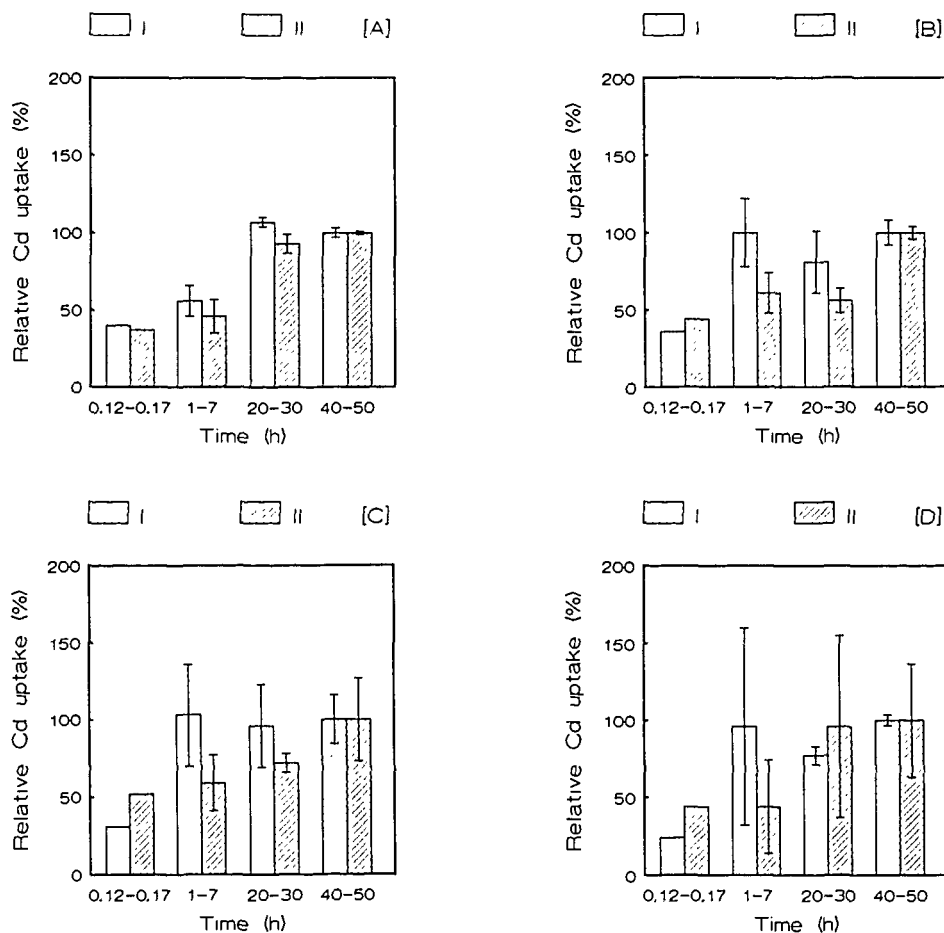 I II [A]
Relative Cd uptake (%)
200
150
100
50
0
0.12-0.17 1-7 20-30 40-50
Time (h)
I II [B]
Relative Cd uptake (%)
200
150
100
50
0
0.12-0.17 1-7 20-30 40-50
Time (h)
I II [C]
Relative Cd uptake (%)
200
150
100
50
0
0.12-0.17 1-7 20-30 40-50
Time (h)
I II [D]
Relative Cd uptake (%)
200
150
100
50
0
0.12-0.17 1-7 20-30 40-50
Time (h)